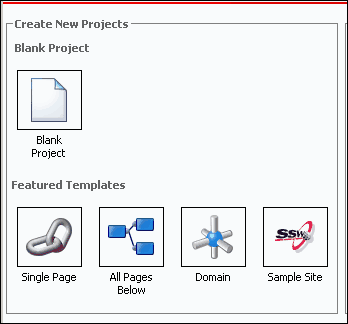 Create New Projects
Blank Project
Blank
Project
Featured Templates
SSW
Single Page
All Pages
Below
Domain
Sample Site